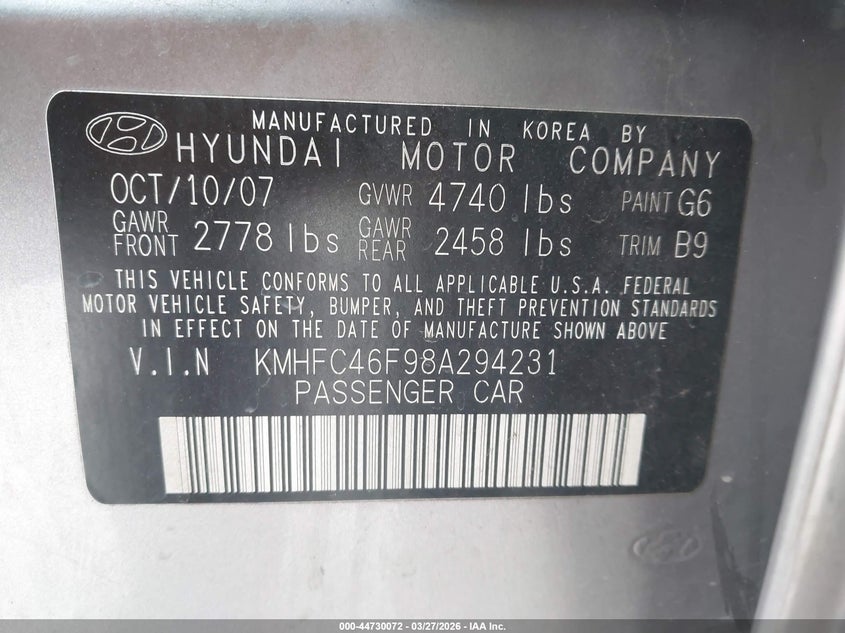 MANUFACTURED IN KOREA BY
HYUNDAI MOTOR COMPANY
OCT/10/07 GVWR 4740 lbs PAINT G6
GAWR FRONT 2778 lbs GAWR REAR 2458 lbs TRIM B9
THIS VEHICLE CONFORMS TO ALL APPLICABLE U.S.A. FEDERAL
MOTOR VEHICLE SAFETY, BUMPER, AND THEFT PREVENTION STANDARDS
IN EFFECT ON THE DATE OF MANUFACTURE SHOWN ABOVE
V.I.N KMHFC46F98A294231
PASSENGER CAR
000-44730072 — 03/27/2026 — IAA Inc.